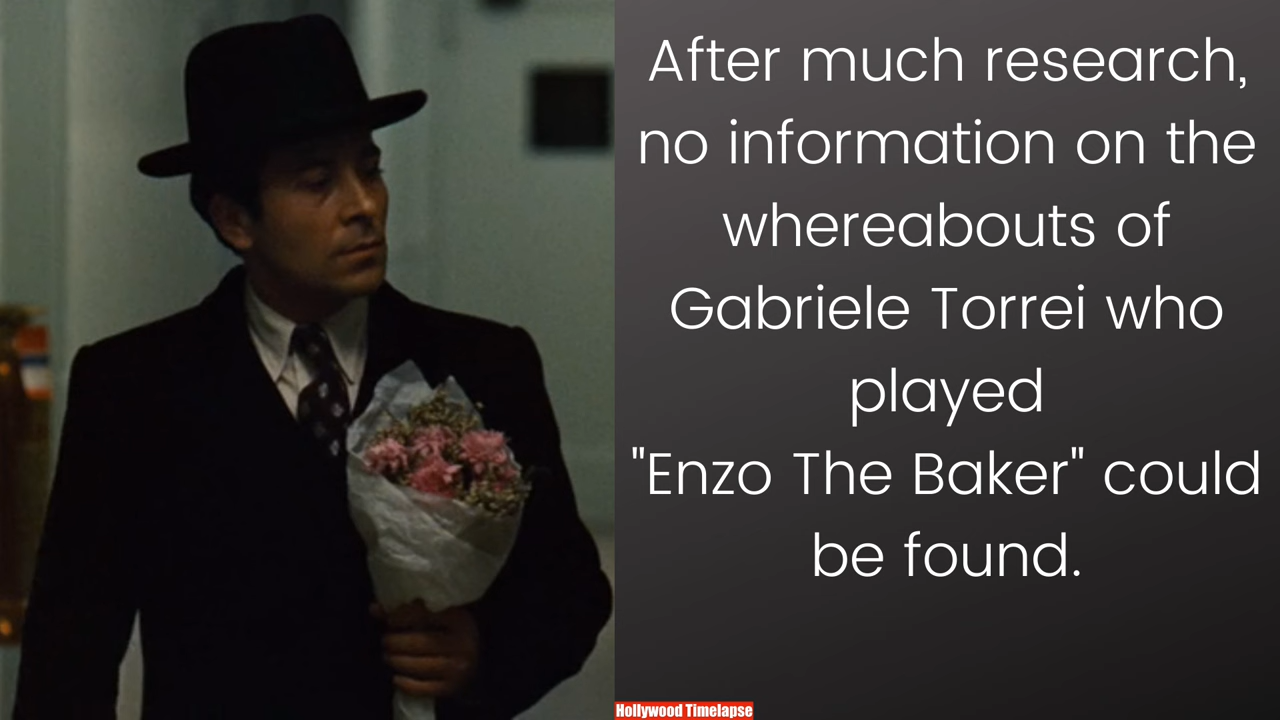 After much research,
no information on the
whereabouts of
Gabriele Torrei who
played
"Enzo The Baker" could
be found.
Hollywood Timelapse